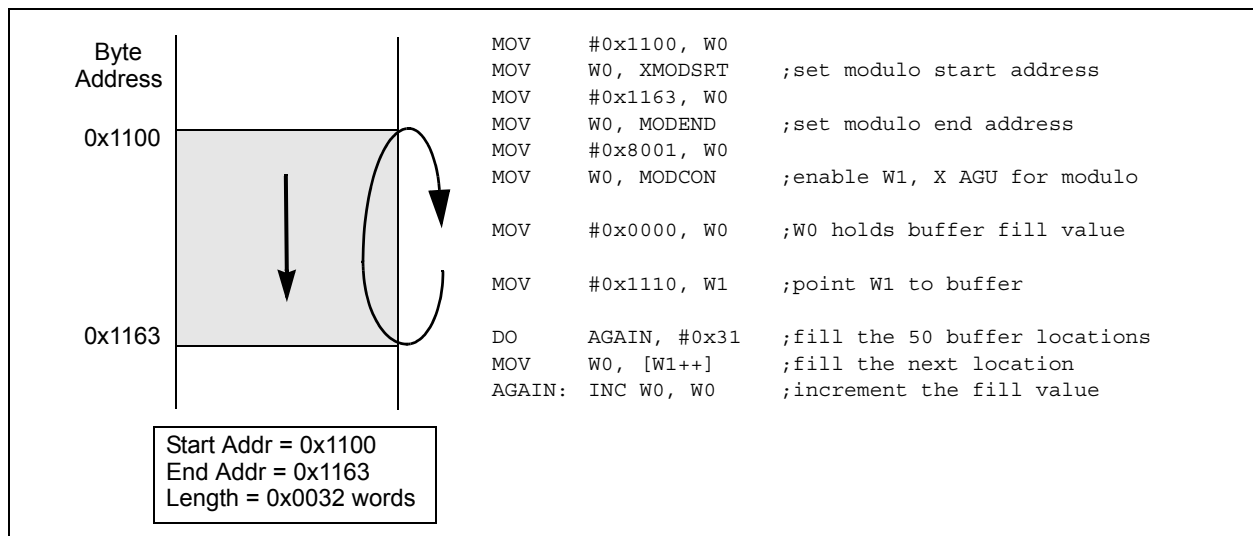 Byte
Address
0x1100
0x1163
Start Addr = 0x1100
End Addr = 0x1163
Length = 0x0032 words
MOV #0x1100, W0
MOV W0, XMODSRT ;set modulo start address
MOV #0x1163, W0
MOV W0, MODEND ;set modulo end address
MOV #0x8001, W0
MOV W0, MODCON ;enable W1, X AGU for modulo
MOV #0x0000, W0 ;W0 holds buffer fill value
MOV #0x1110, W1 ;point W1 to buffer
DO AGAIN, #0x31 ;fill the 50 buffer locations
MOV W0, [W1++] ;fill the next location
AGAIN: INC W0, W0 ;increment the fill value